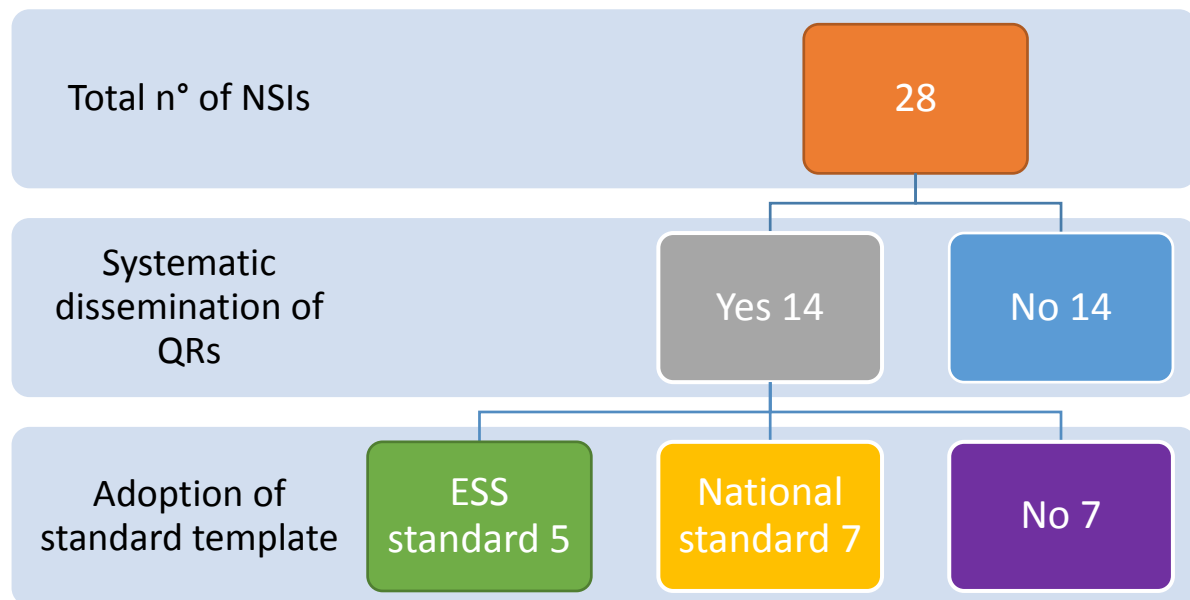 Total n° of NSIs
28
Systematic
dissemination of
QRs
Yes 14
No 14
Adoption of
standard template
ESS
standard 5
National
standard 7
No 7